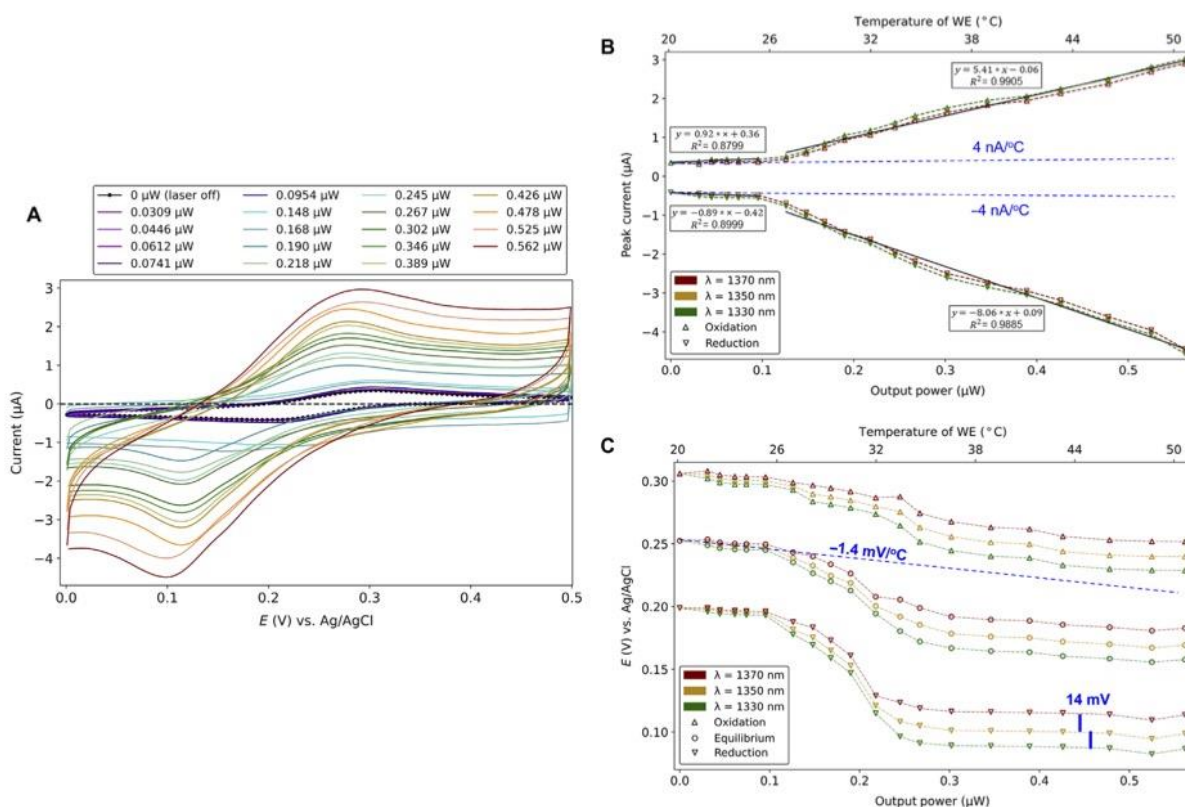 A
0 μW (laser off)
0.0309 μW
0.0446 μW
0.0612 μW
0.0741 μW
0.0954 μW
0.148 μW
0.168 μW
0.190 μW
0.218 μW
0.245 μW
0.267 μW
0.302 μW
0.346 μW
0.389 μW
0.426 μW
0.478 μW
0.525 μW
0.562 μW
Current (μA)
3
2
1
0
−1
−2
−3
−4
0.0 0.1 0.2 0.3 0.4 0.5
E (V) vs. Ag/AgCl
B
Temperature of WE (°C)
20 26 32 38 44 50
Peak current (μA)
3
2
1
0
−1
−2
−3
−4
y = 5.41 * x − 0.06
R² = 0.9905
y = 0.92 * x + 0.36
R² = 0.8799
4 nA/°C
−4 nA/°C
y = −0.89 * x − 0.42
R² = 0.8999
y = −8.06 * x + 0.09
R² = 0.9885
λ = 1370 nm
λ = 1350 nm
λ = 1330 nm
Oxidation
Reduction
0.0 0.1 0.2 0.3 0.4 0.5
Output power (μW)
C
Temperature of WE (°C)
20 26 32 38 44 50
E (V) vs. Ag/AgCl
0.30
0.25
0.20
0.15
0.10
−1.4 mV/°C
14 mV
λ = 1370 nm
λ = 1350 nm
λ = 1330 nm
Oxidation
Equilibrium
Reduction
0.0 0.1 0.2 0.3 0.4 0.5
Output power (μW)